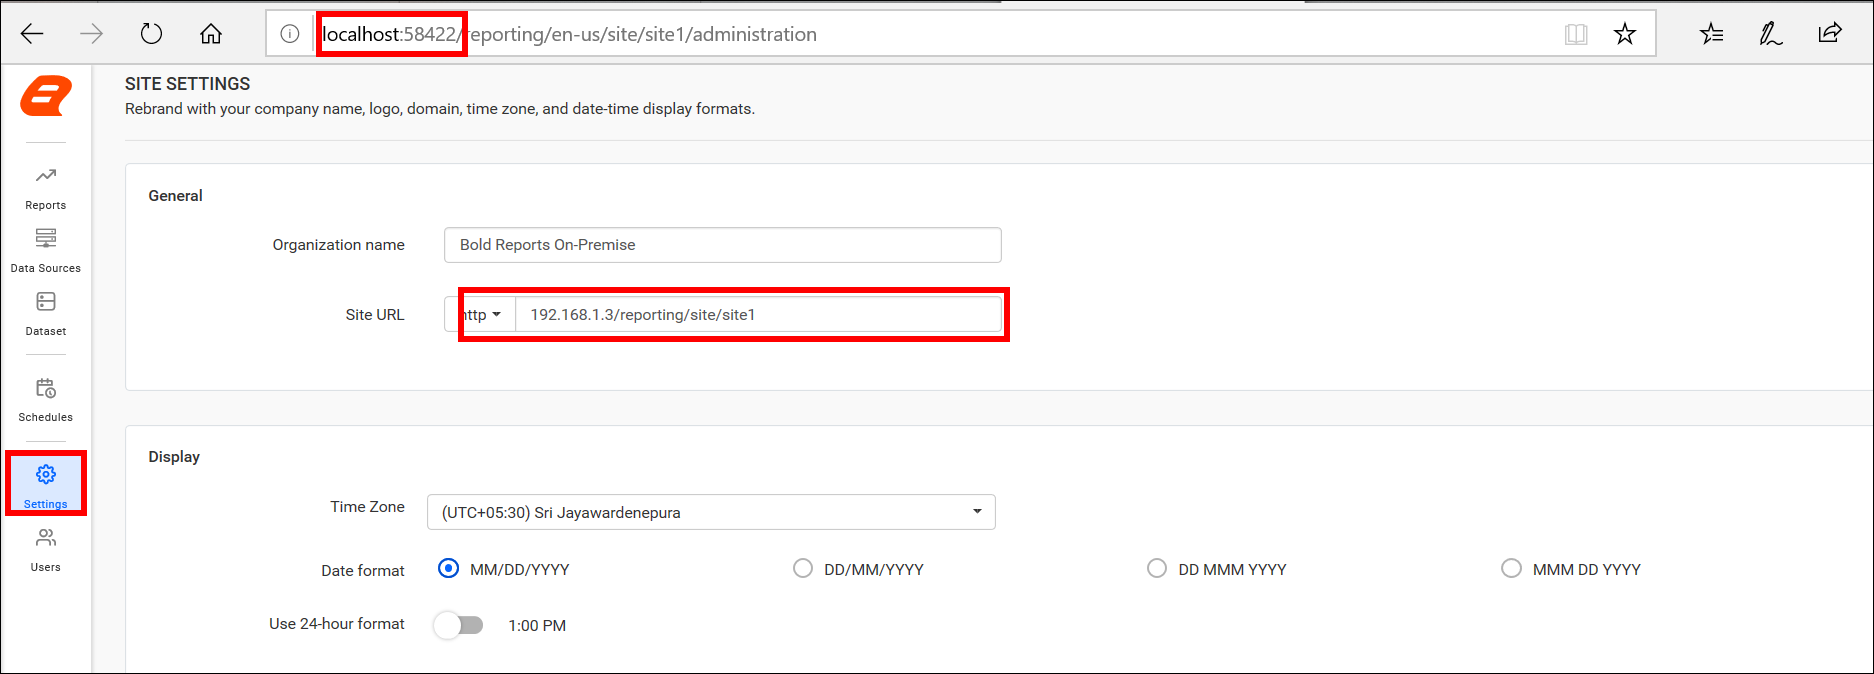 localhost:58422/reporting/en-us/site/site1/administration
SITE SETTINGS
Rebrand with your company name, logo, domain, time zone, and date-time display formats.
Reports
Data Sources
Dataset
Schedules
Settings
Users
General
Organization name
Bold Reports On-Premise
Site URL
http
192.168.1.3/reporting/site/site1
Display
Time Zone
(UTC+05:30) Sri Jayawardenepura
Date format
MM/DD/YYYY
DD/MM/YYYY
DD MMM YYYY
MMM DD YYYY
Use 24-hour format
1:00 PM